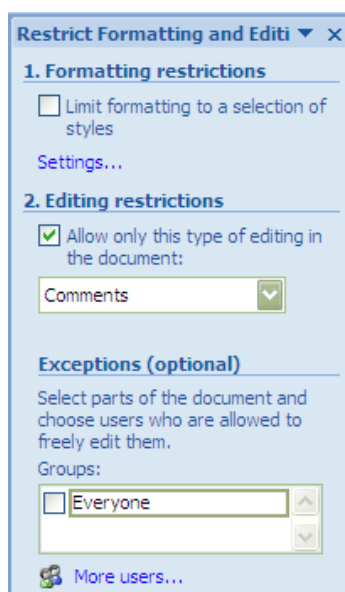 Restrict Formatting and Editi
1. Formatting restrictions
Limit formatting to a selection of
styles
Settings...
2. Editing restrictions
Allow only this type of editing in
the document:
Comments
Exceptions (optional)
Select parts of the document and
choose users who are allowed to
freely edit them.
Groups:
Everyone
More users...